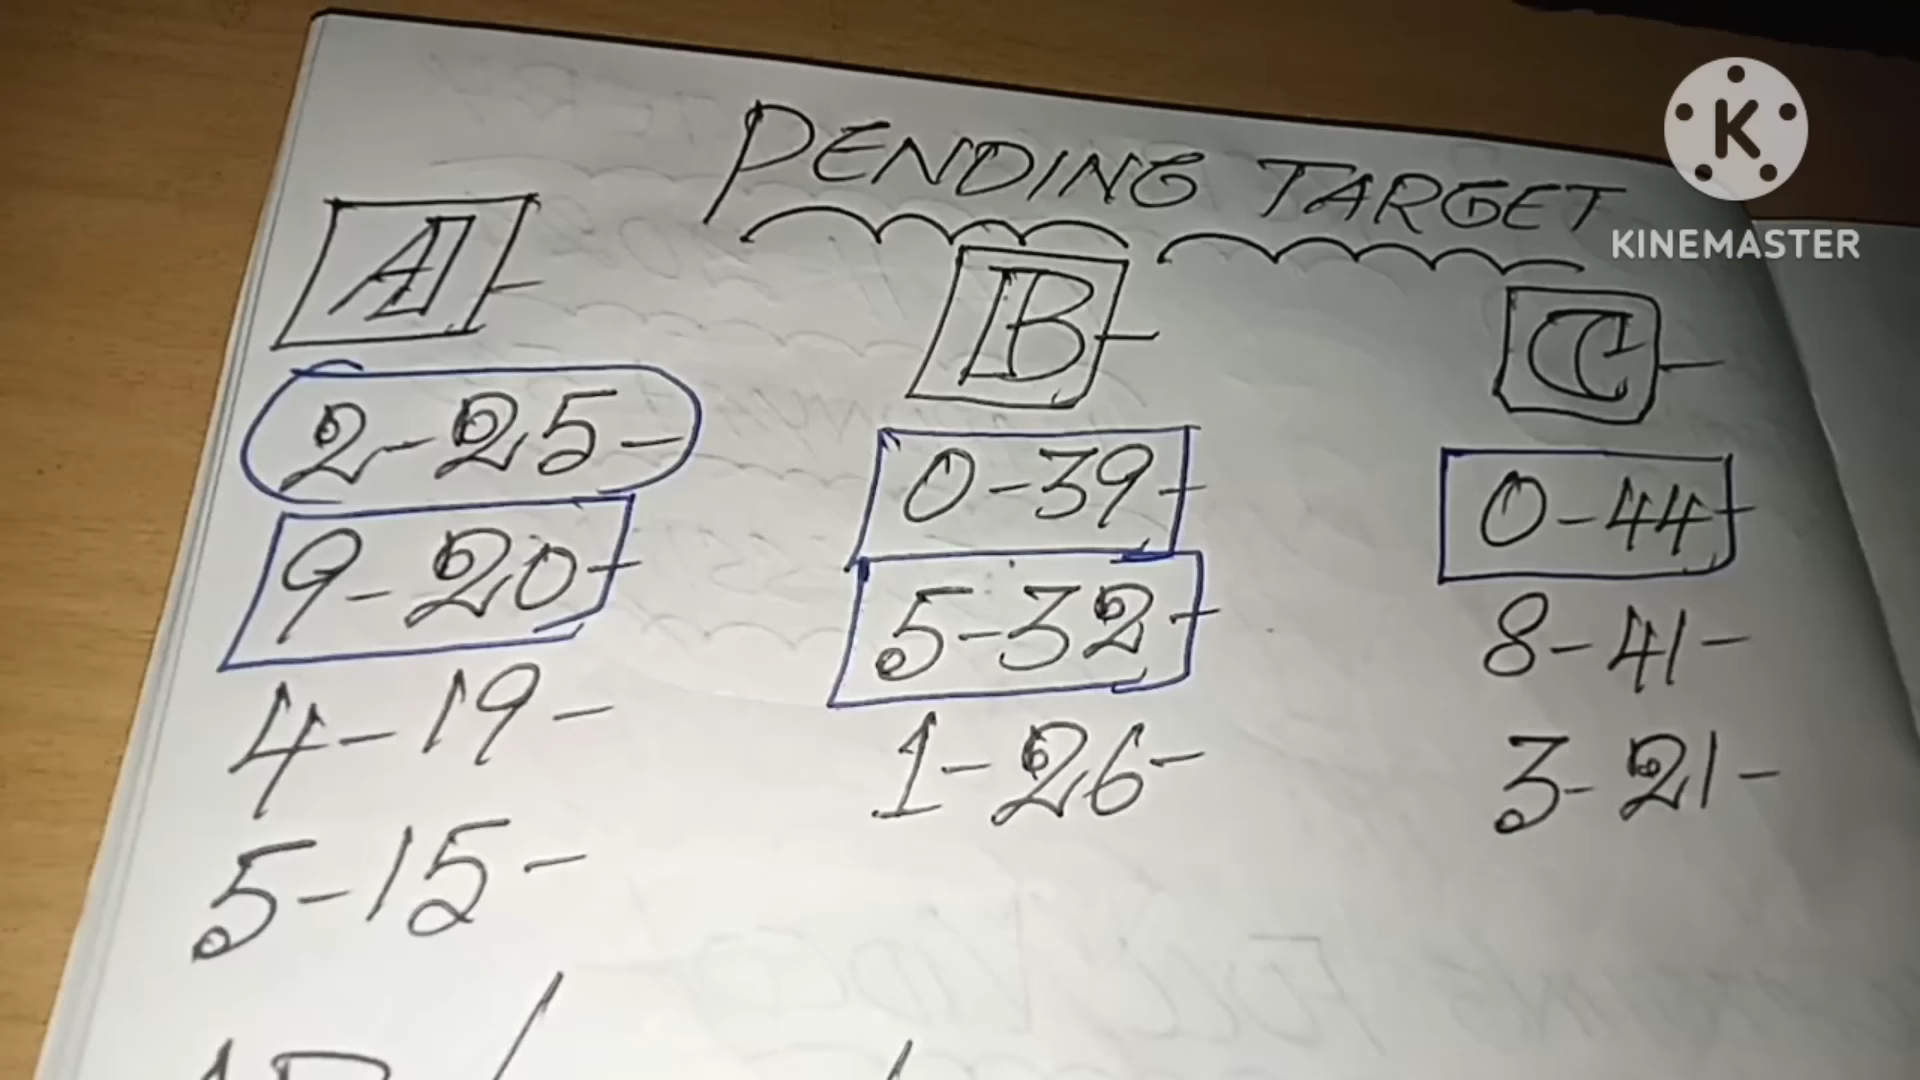 PENDING TARGET
KINEMASTER
A- B- C-
2-25- 0-39- 0-44-
9-20- 5-32- 8-41-
4-19- 1-26- 3-21-
5-15-